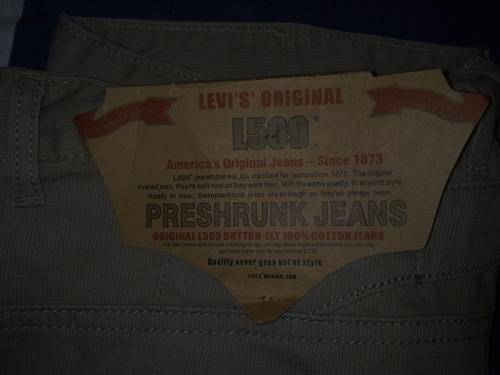 LEVI'S' ORIGINAL
L509®
America's Original Jeans – Since 1873
L509' jeans have set the standard for jeans since 1873. The original
riveted jean, they're built now as they were then. With the same quality, fit and style.
Ready to wear, these preshrunk jeans are as tough as they've always been.
PRESHRUNK JEANS
ORIGINAL L509 BUTTON-FLY 100% COTTON JEANS
Quality never goes out of style
levi's'original.com